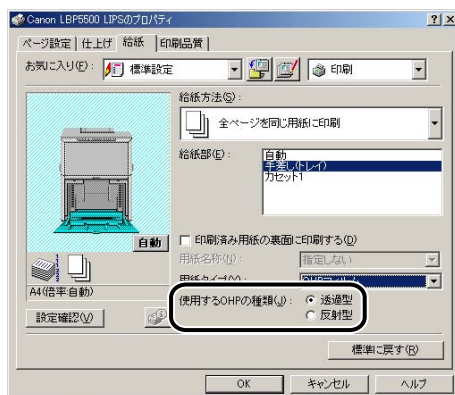 Canon LBP5500 LIPSのプロパティ
ページ設定 仕上げ 給紙 印刷品質
お気に入り(F): 標準設定 印刷
給紙方法(S):
全ページを同じ用紙に印刷
給紙部(E):
自動
手差し(トレイ)
カセット1
自動
印刷済み用紙の裏面に印刷する(D)
用紙名称(N): 指定しない
A4(倍率:自動)
使用するOHPの種類(J): 透過型
反射型
設定確認(V)
標準に戻す(R)
OK キャンセル ヘルプ